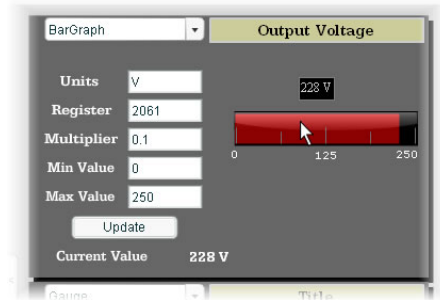 BarGraph
Output Voltage
Units V
228 V
Register 2061
Multiplier 0.1
0 125 250
Min Value 0
Max Value 250
Update
Current Value 228 V
Gauge
Title